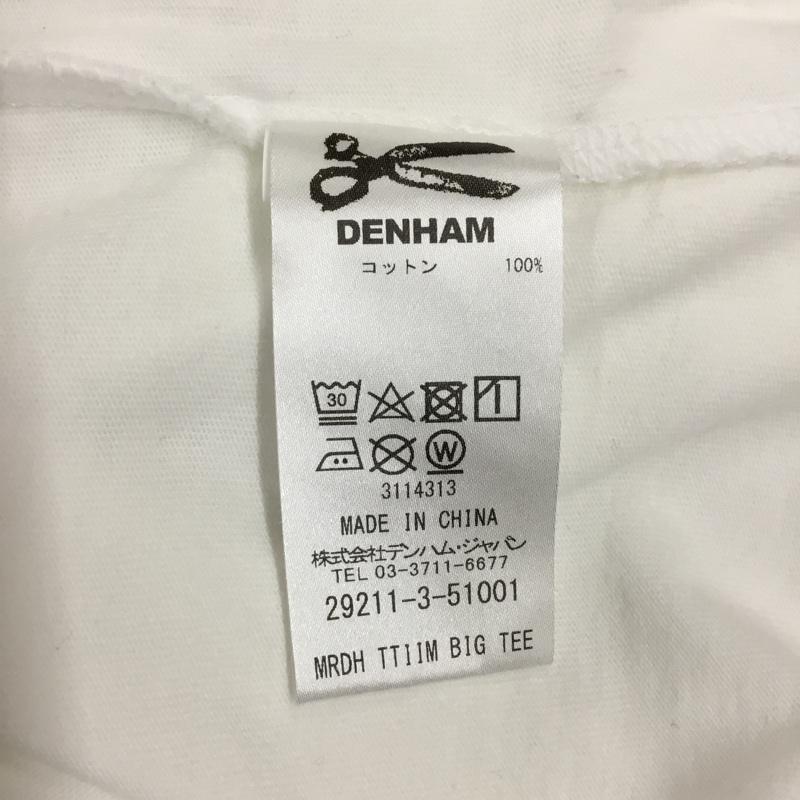 DENHAM
コットン 100%
30
W
3114313
MADE IN CHINA
株式会社デンハム・ジャパン
TEL 03-3711-6677
29211-3-51001
MRDH TTIIM BIG TEE